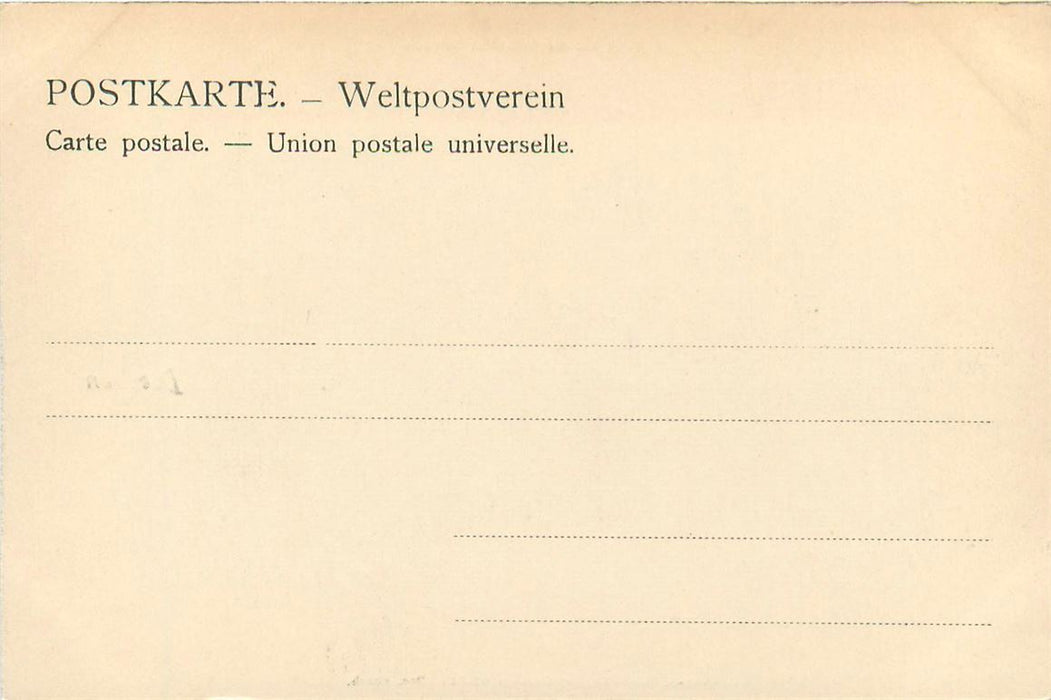 POSTKARTE. — Weltpostverein
Carte postale. — Union postale universelle.